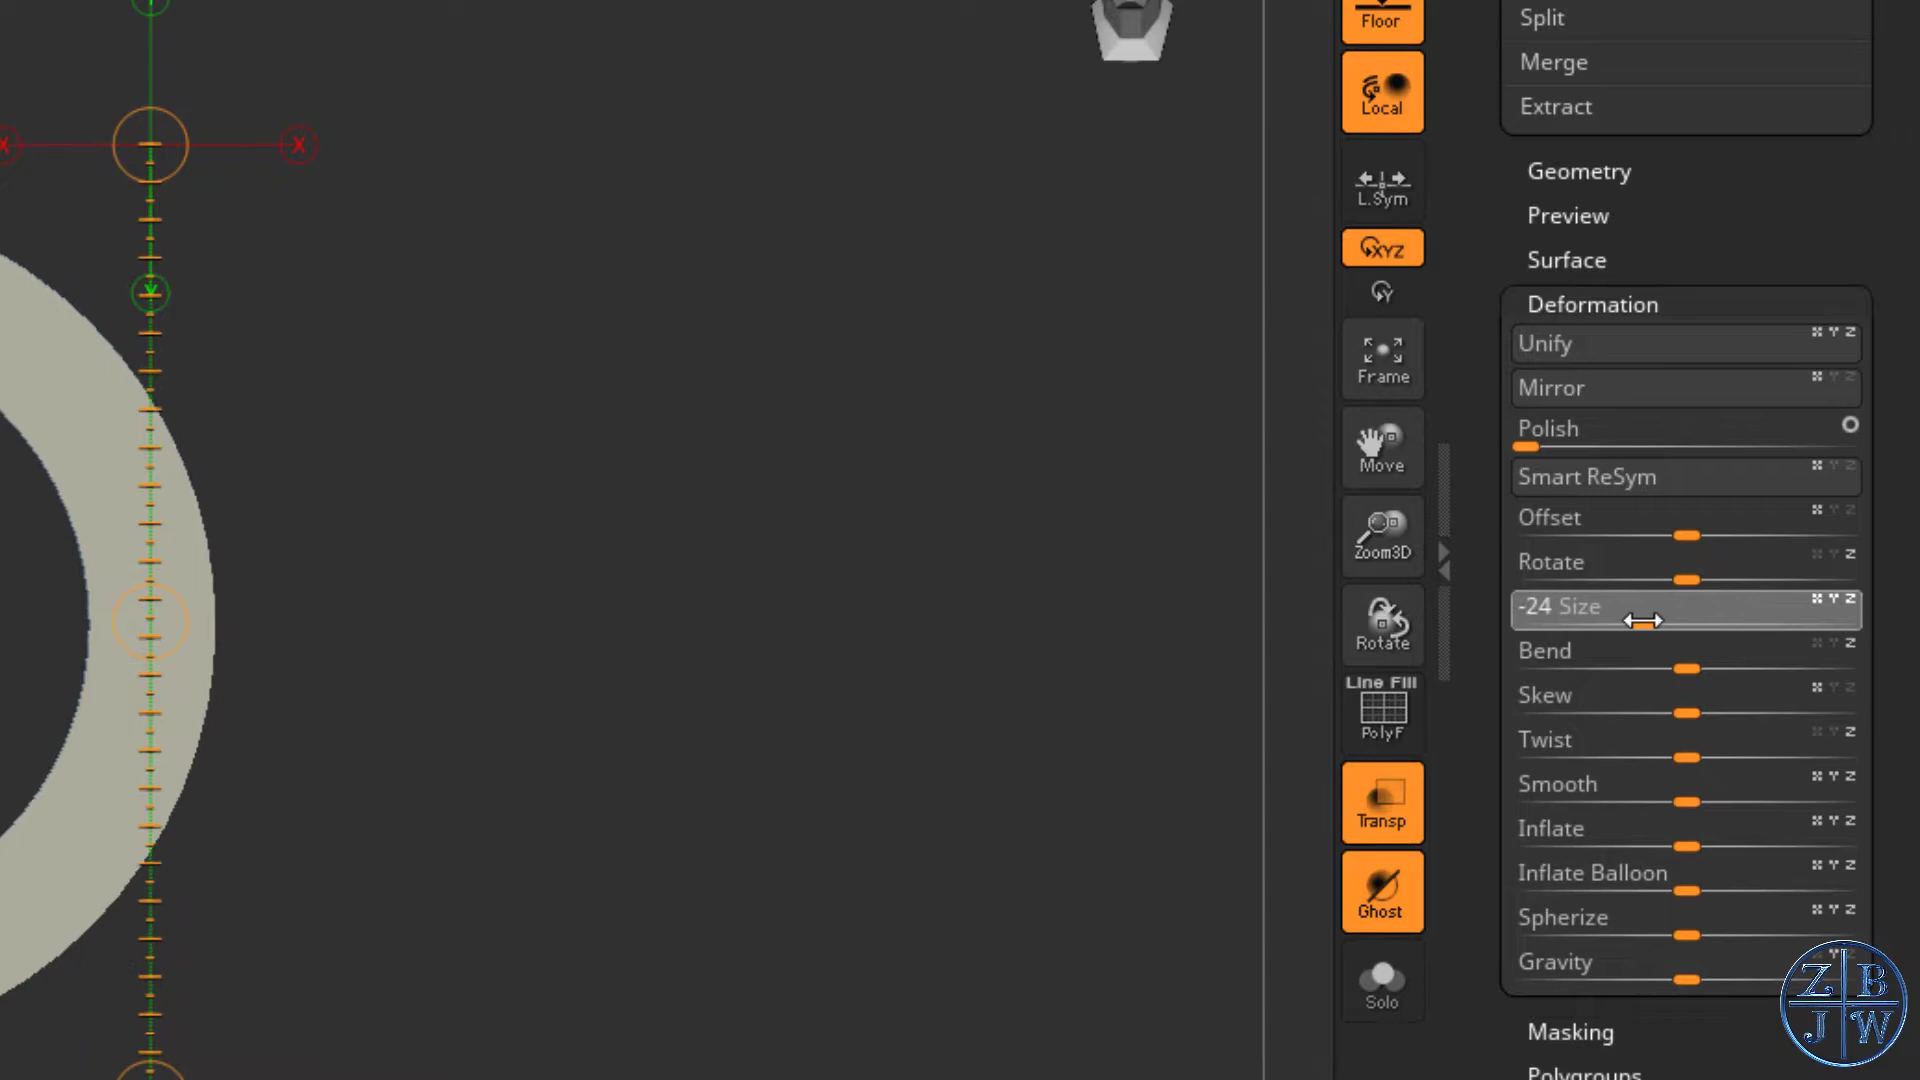 Floor
Local
L.Sym
XYZ
Y
Frame
Move
Zoom3D
Rotate
Line Fill
PolyF
Transp
Ghost
Solo
Split
Merge
Extract
Geometry
Preview
Surface
Deformation
Unify X Y Z
Mirror X Y Z
Polish
Smart ReSym X Y Z
Offset X Y Z
Rotate X Y Z
-24 Size X Y Z
Bend X Y Z
Skew X Y Z
Twist X Y Z
Smooth X Y Z
Inflate X Y Z
Inflate Balloon X Y Z
Spherize X Y Z
Gravity X Y Z
Masking
Polygroups
X X
Z B
J W